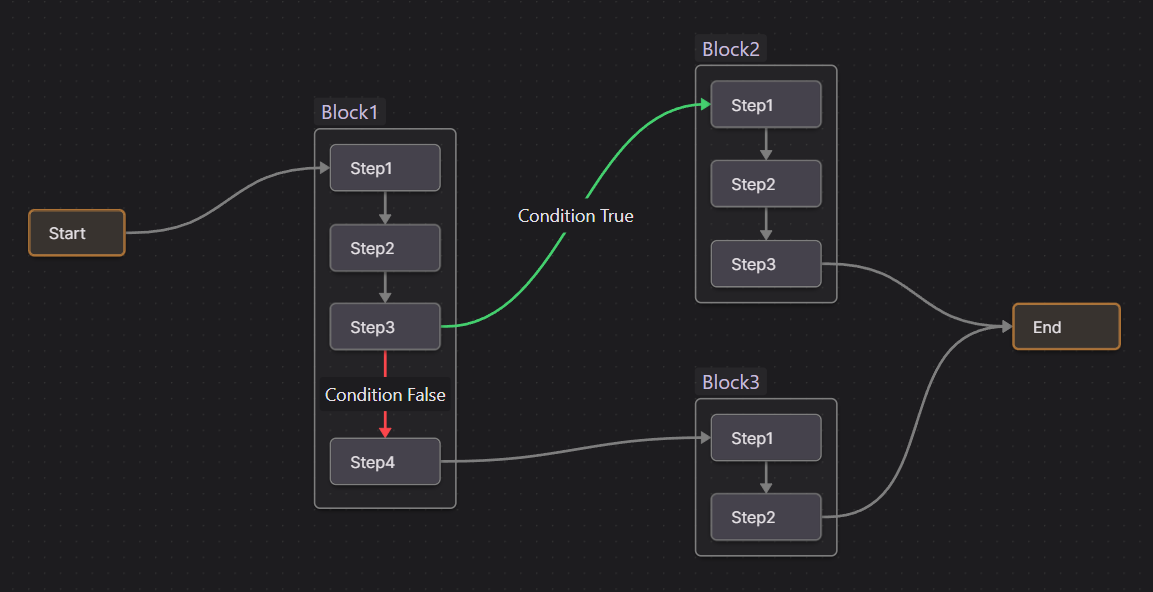 Start
Block1
Step1
Step2
Step3
Condition False
Step4
Condition True
Block2
Step1
Step2
Step3
Block3
Step1
Step2
End